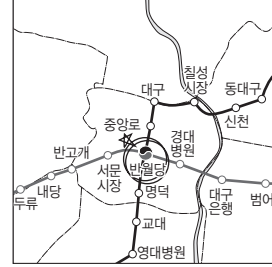 칠성
시장
동대구
대구
신천
중앙로
경대
병원
반고개
서문
시장
반월당
내당
명덕
대구
은행
범어
두류
교대
영대병원